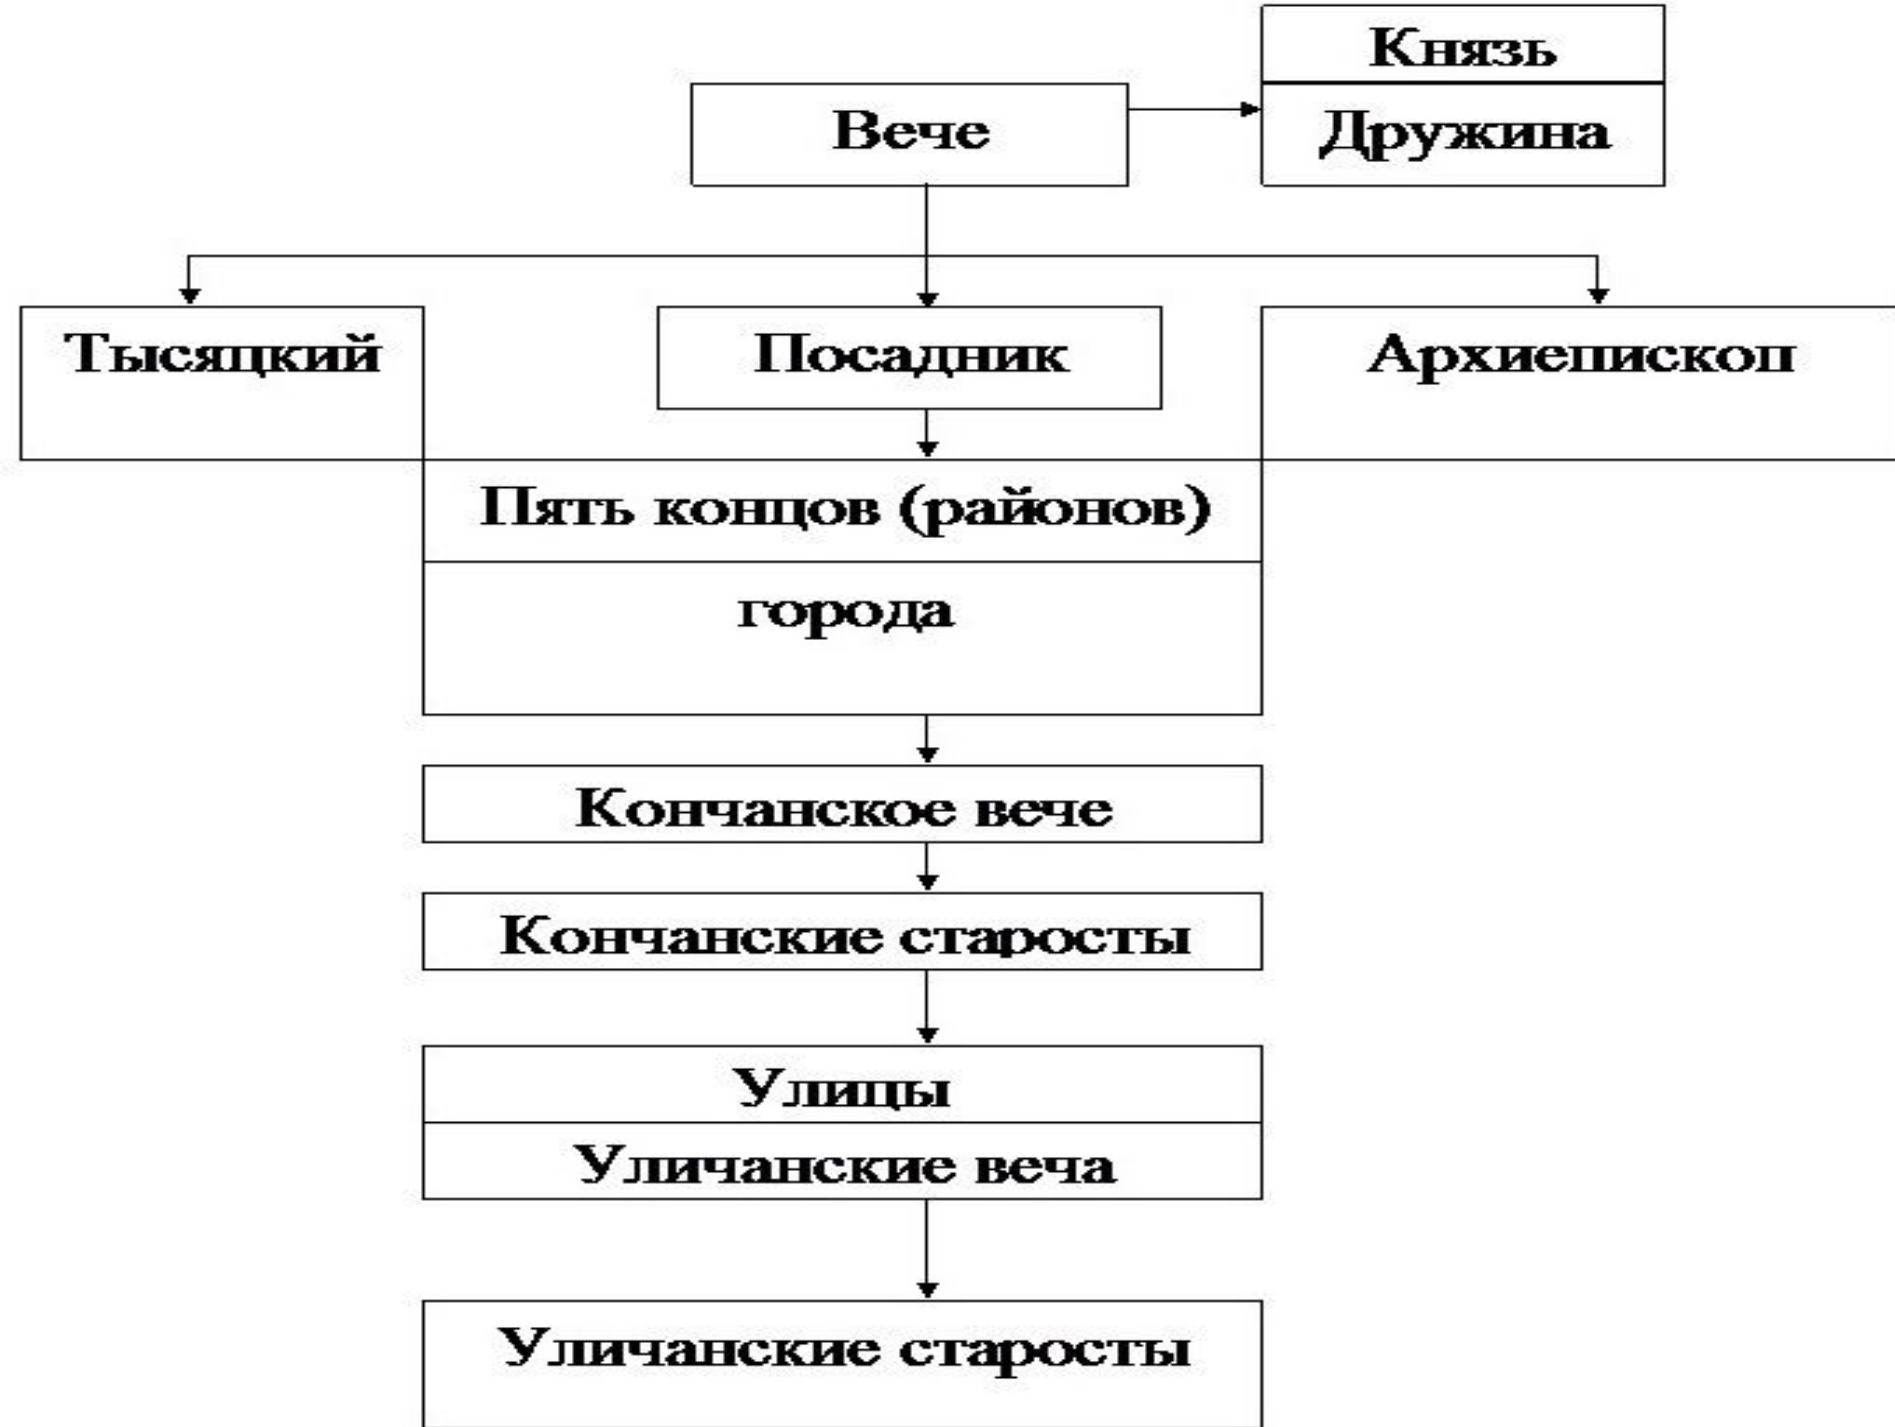 Князь
Вече
Дружина
Тысяцкий
Посадник
Архиепископ
Пять концов (районов)
города
Кончанское вече
Кончанские старосты
Улицы
Уличанские веча
Уличанские старосты